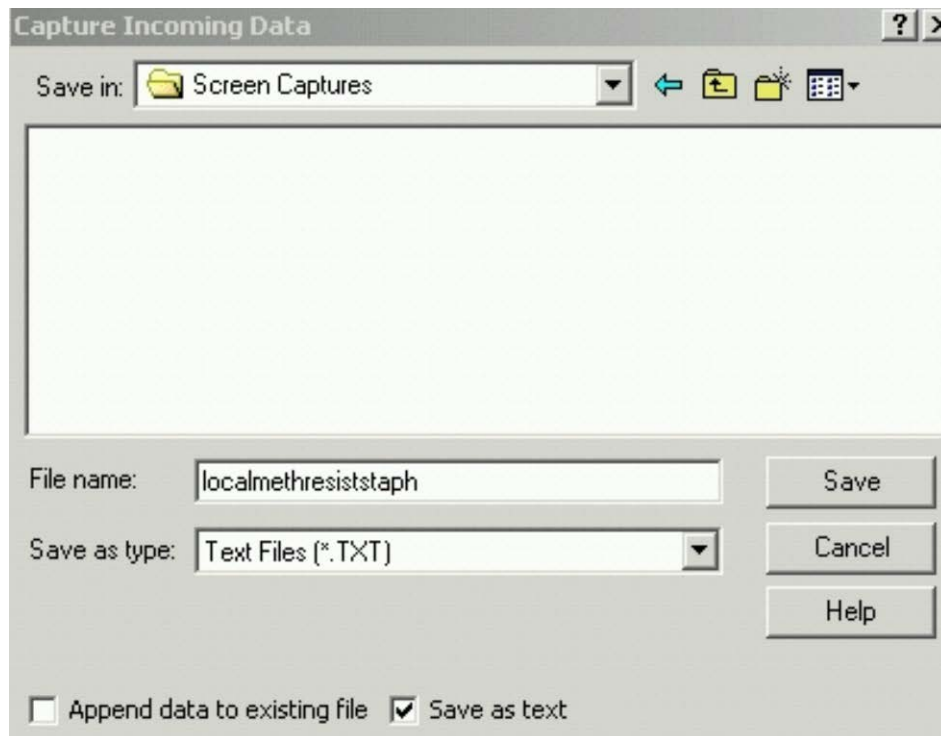 Capture Incoming Data
Save in: Screen Captures
File name: localmethresiststaph
Save
Save as type: Text Files (*.TXT)
Cancel
Help
Append data to existing file Save as text